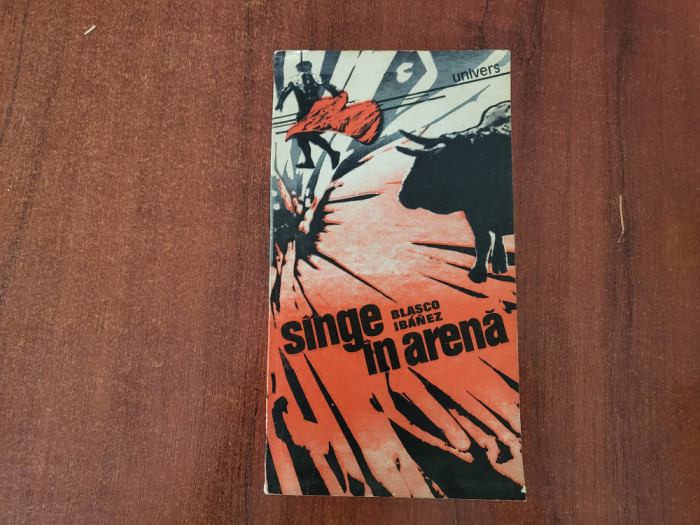 univers
sînge
BLASCO
IBÁÑEZ
în arenă